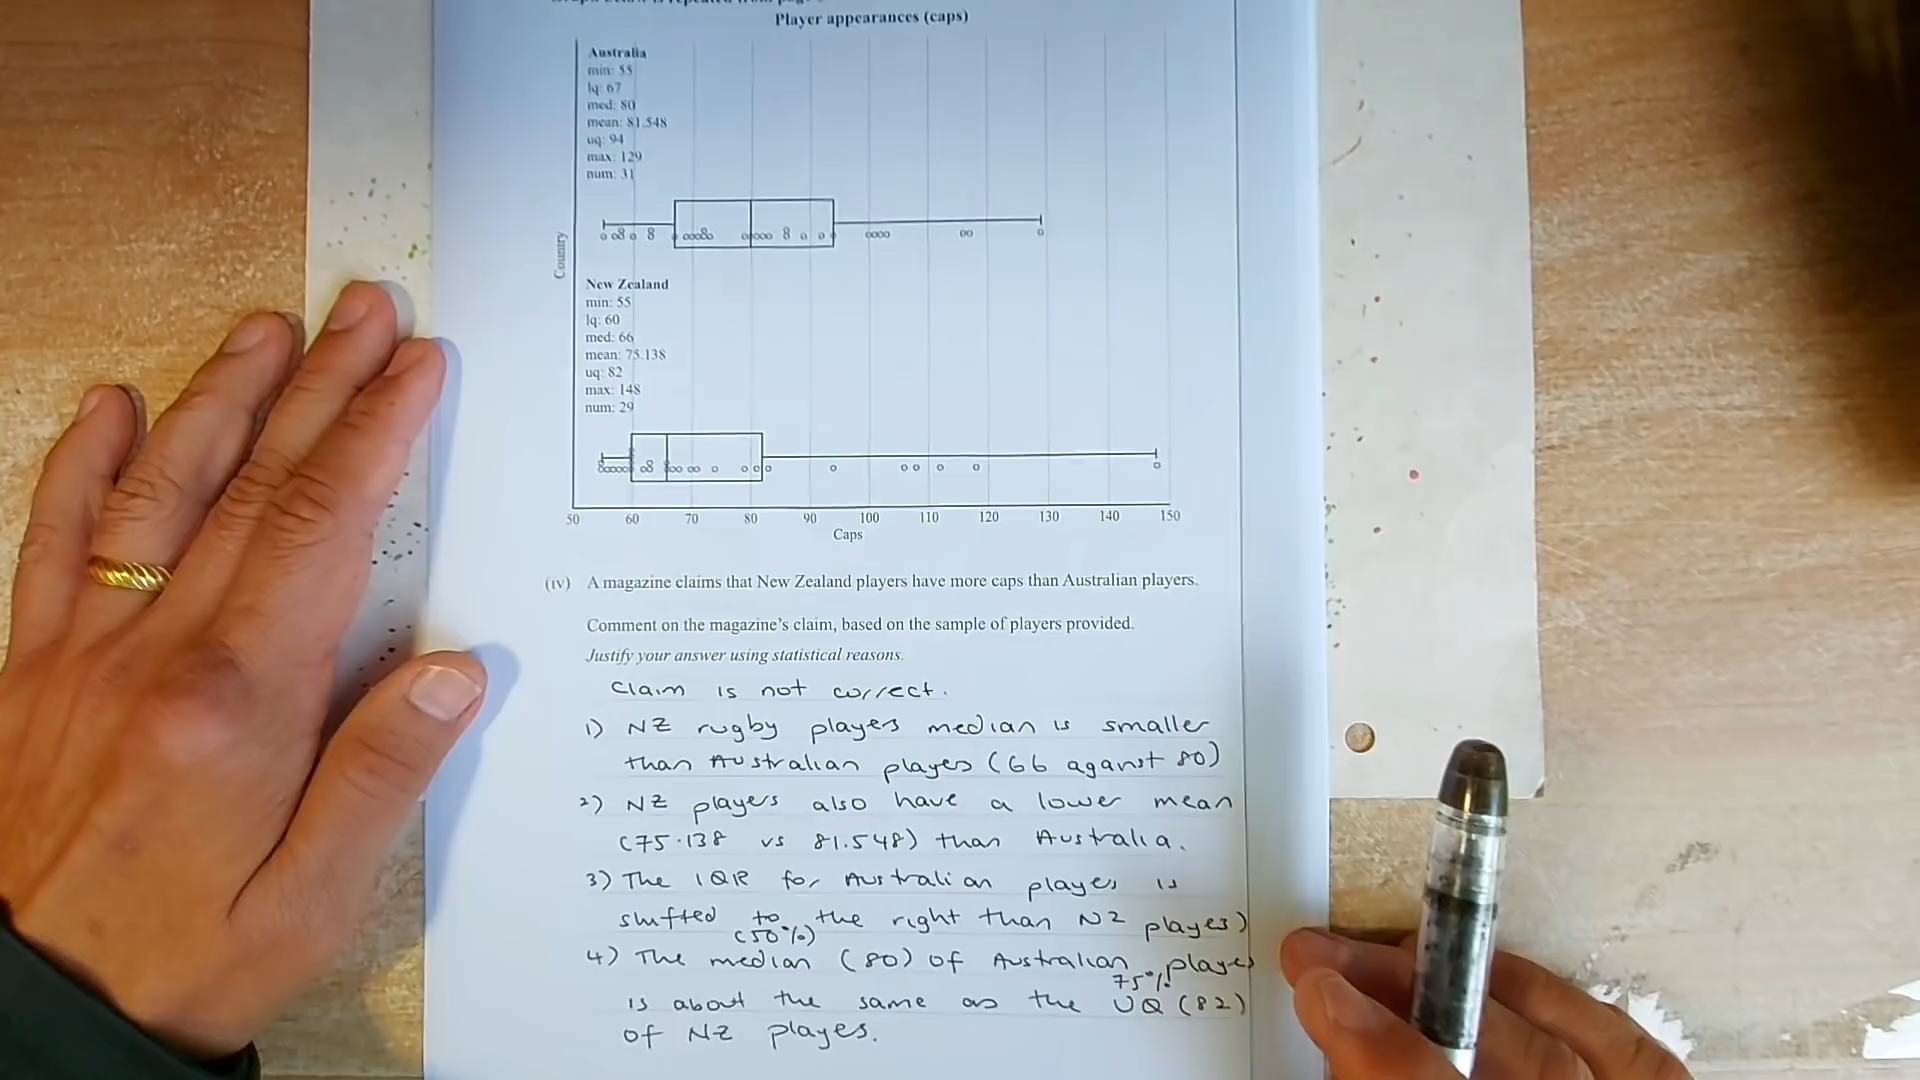 Player appearances (caps)
Australia
min: 55
lq: 67
med: 80
mean: 81.548
uq: 94
max: 129
num: 31
Country
New Zealand
min: 55
lq: 60
med: 66
mean: 75.138
uq: 82
max: 148
num: 29
50 60 70 80 90 100 110 120 130 140 150
Caps
(iv) A magazine claims that New Zealand players have more caps than Australian players.
Comment on the magazine's claim, based on the sample of players provided.
Justify your answer using statistical reasons.
Claim is not correct.
1) NZ rugby players median is smaller
than Australian players (66 against 80)
2) NZ players also have a lower mean
(75.138 vs 81.548) than Australia.
3) The IQR for Australian players is
shifted to the right than NZ players)
(50%)
4) The median (80) of Australian players
75%
is about the same as the UQ (82)
of NZ players.